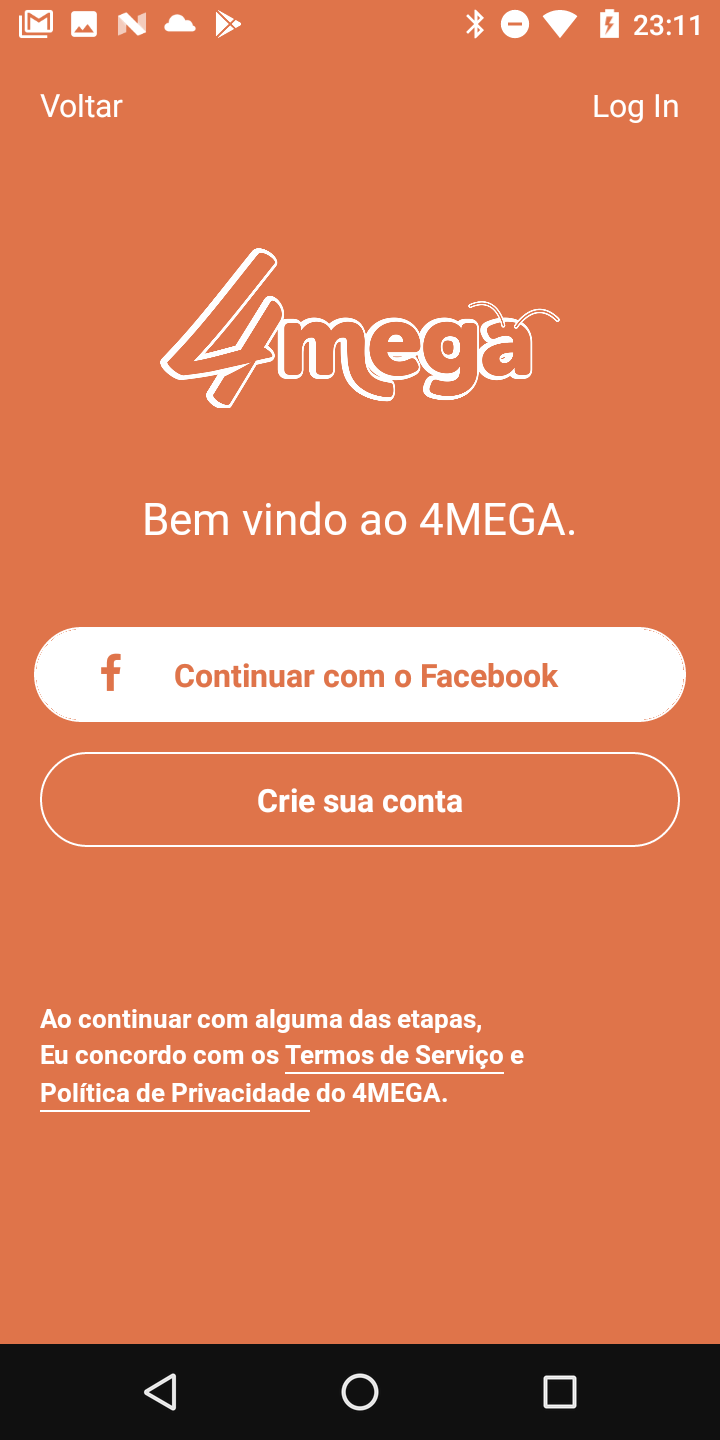 23:11
Voltar
Log In
4mega
Bem vindo ao 4MEGA.
Continuar com o Facebook
Crie sua conta
Ao continuar com alguma das etapas,
Eu concordo com os Termos de Serviço e
Política de Privacidade do 4MEGA.